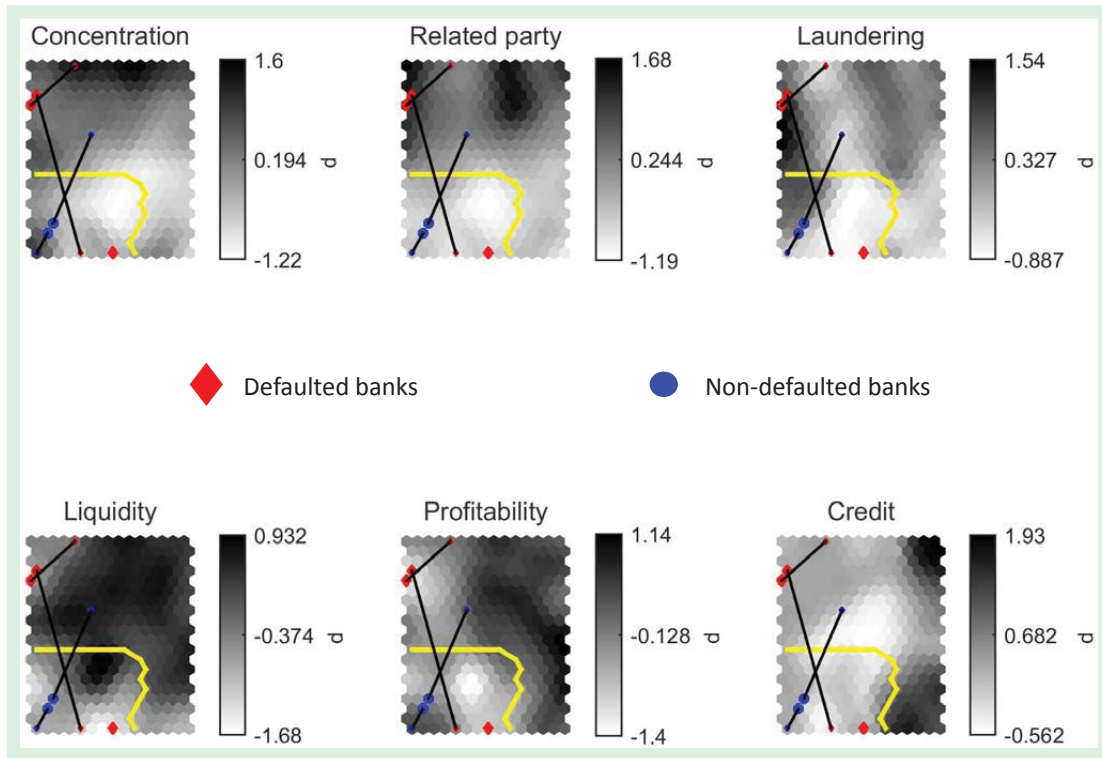 Concentration
1.6
0.194
d
-1.22
Related party
1.68
0.244
d
-1.19
Laundering
1.54
0.327
d
-0.887
Defaulted banks
Non-defaulted banks
Liquidity
0.932
-0.374
d
-1.68
Profitability
1.14
-0.128
d
-1.4
Credit
1.93
0.682
d
-0.562